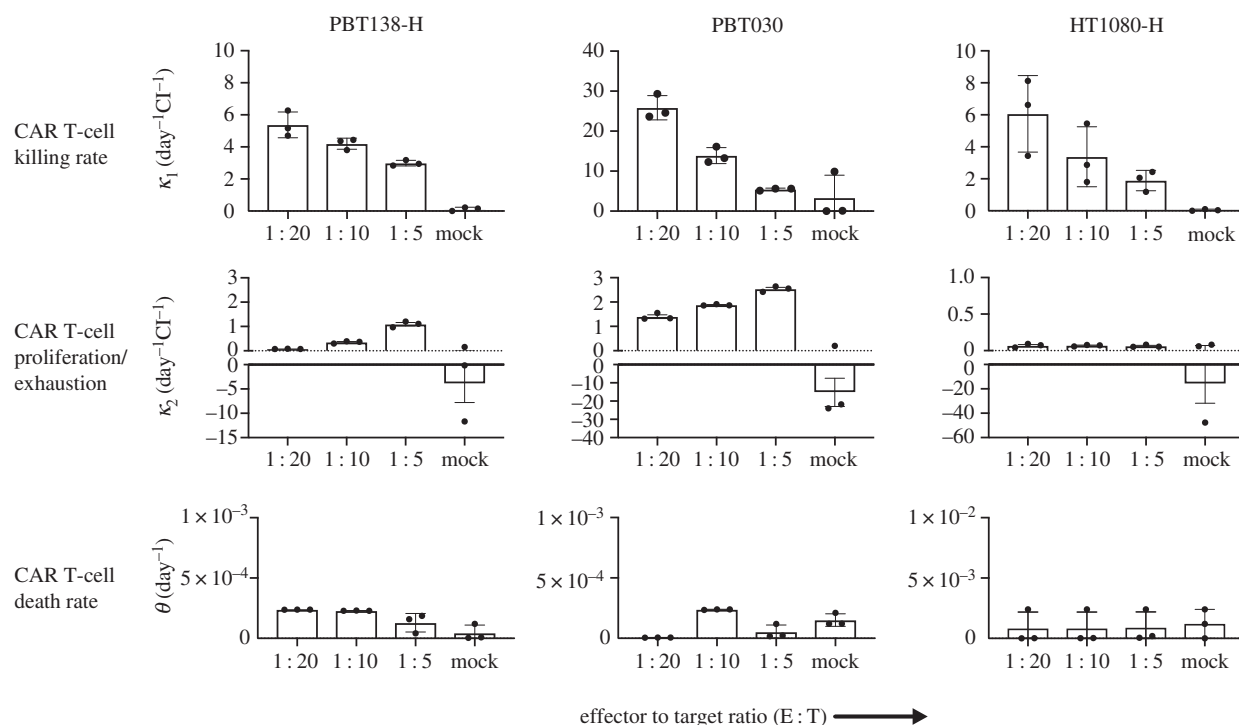 PBT138-H PBT030 HT1080-H
CAR T-cell
killing rate
κ1 (day−1CI−1)
10 50 10
8 40 8
6 30 6
4 20 4
2 10 2
0 0 0
1 : 20 1 : 10 1 : 5 mock 1 : 20 1 : 10 1 : 5 mock 1 : 20 1 : 10 1 : 5 mock
CAR T-cell
proliferation/
exhaustion
κ2 (day−1CI−1)
3 3 1.0
2 2 0.5
1 1
0 0 0
0 0 0
−5 −10 −20
−10 −20 −40
−15 −30 −60
−40
1 : 20 1 : 10 1 : 5 mock 1 : 20 1 : 10 1 : 5 mock 1 : 20 1 : 10 1 : 5 mock
CAR T-cell
death rate
θ (day−1)
1 × 10−3 1 × 10−3 1 × 10−2
5 × 10−4 5 × 10−4 5 × 10−3
0 0 0
1 : 20 1 : 10 1 : 5 mock 1 : 20 1 : 10 1 : 5 mock 1 : 20 1 : 10 1 : 5 mock
effector to target ratio (E : T)